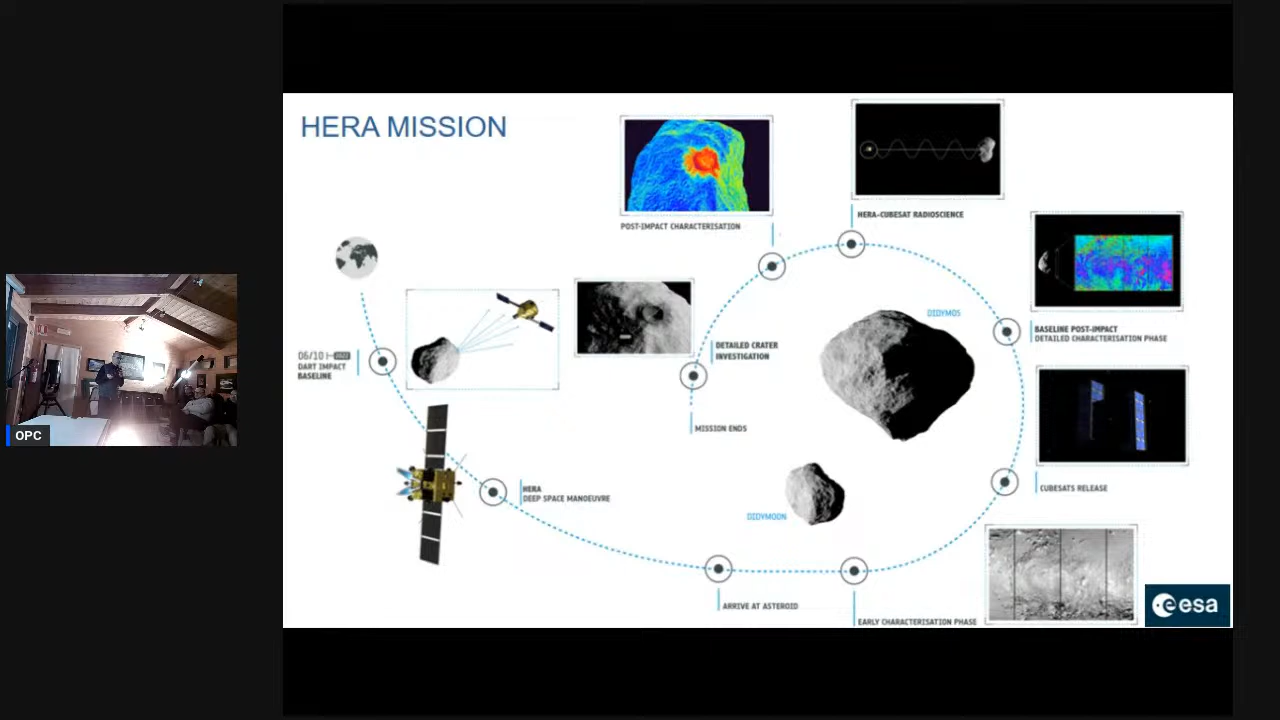 HERA MISSION
POST-IMPACT CHARACTERISATION
HERA-CUBESAT RADIOSCIENCE
DIDYMOS
BASELINE POST-IMPACT
DETAILED CHARACTERISATION PHASE
DETAILED CRATER
INVESTIGATION
06/10
2022
DART IMPACT
BASELINE
MISSION ENDS
OPC
HERA
DEEP SPACE MANOEUVRE
CUBESATS RELEASE
DIDYMOON
ARRIVE AT ASTEROID
EARLY CHARACTERISATION PHASE
esa